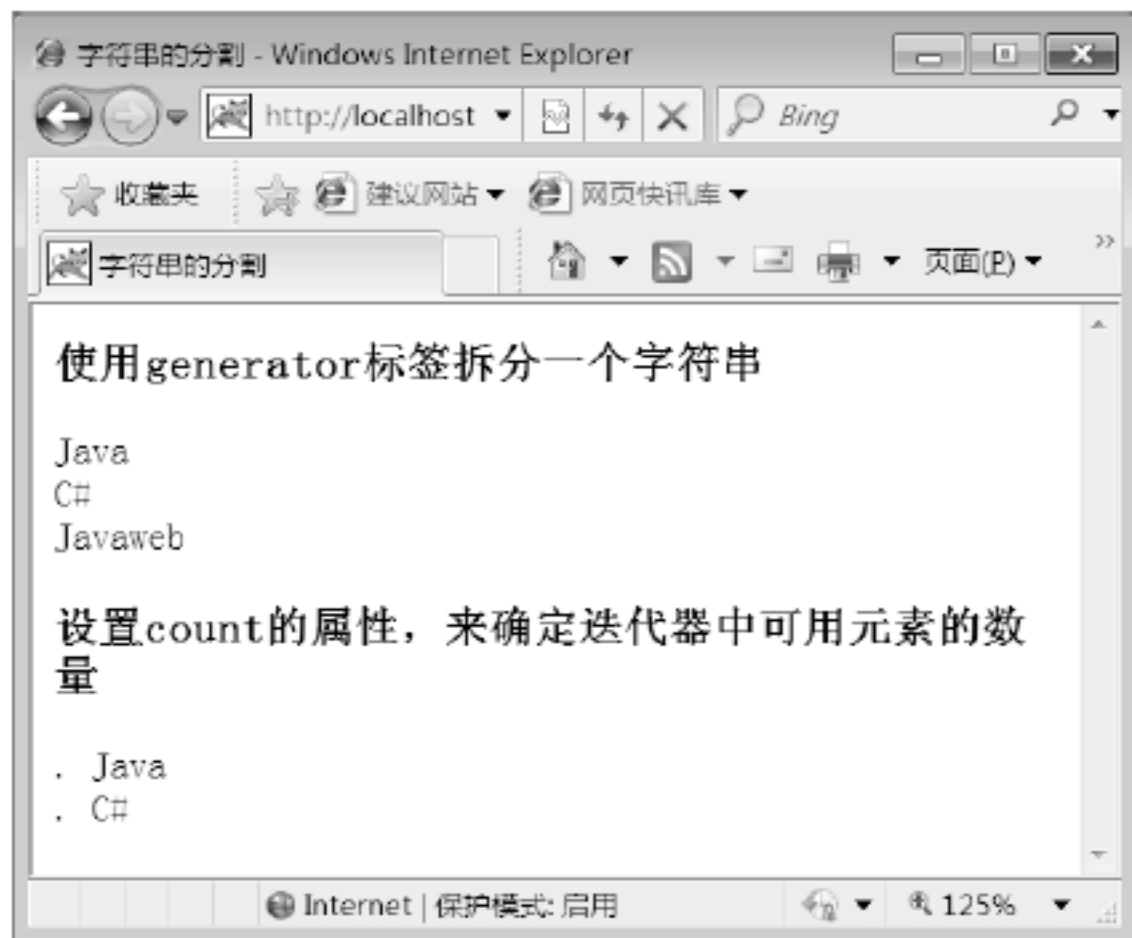 字符串的分割 - Windows Internet Explorer
http://localhost Bing
收藏夹 建议网站 网页快讯库
字符串的分割 页面(P)
使用generator标签拆分一个字符串
Java
C#
Javaweb
设置count的属性，来确定迭代器中可用元素的数
量
. Java
. C#
Internet | 保护模式: 启用 125%